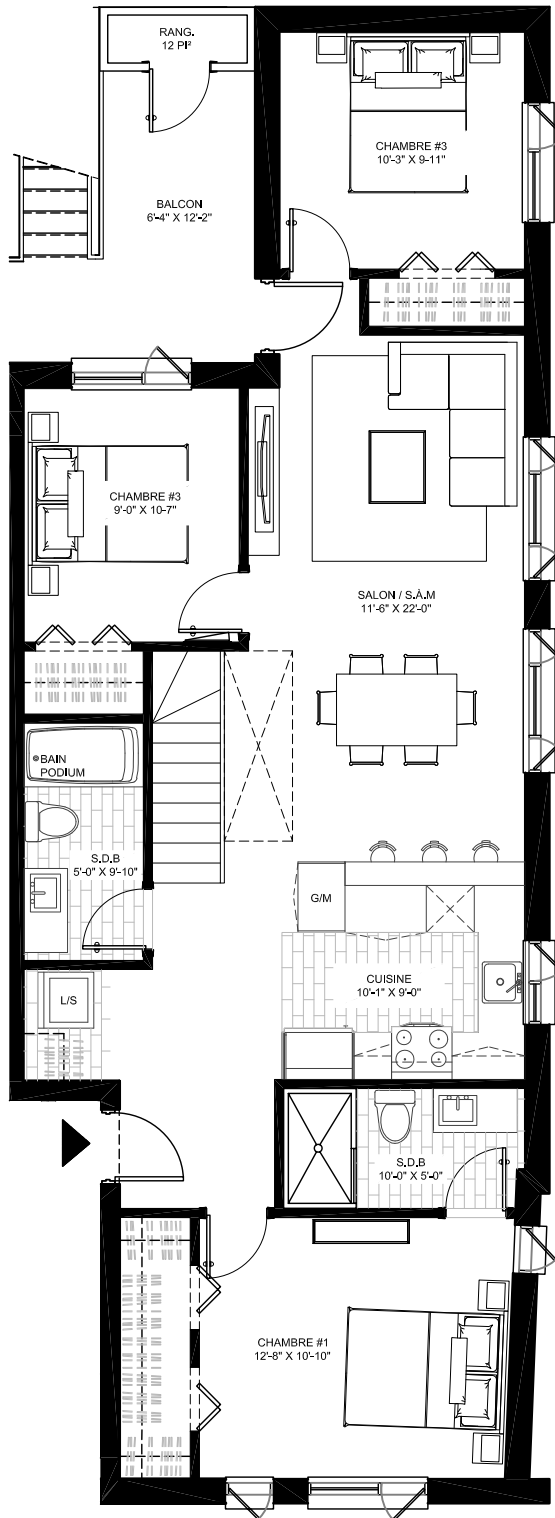 RANG.
12 PI²
CHAMBRE #3
10'-3" X 9-11"
BALCON
6'-4" X 12'-2"
CHAMBRE #3
9'-0" X 10-7"
SALON / S.À.M
11'-6" X 22'-0"
BAIN
PODIUM
S.D.B
5'-0" X 9'-10"
G/M
CUISINE
10'-1" X 9'-0"
L/S
S.D.B
10'-0" X 5'-0"
CHAMBRE #1
12'-8" X 10'-10"